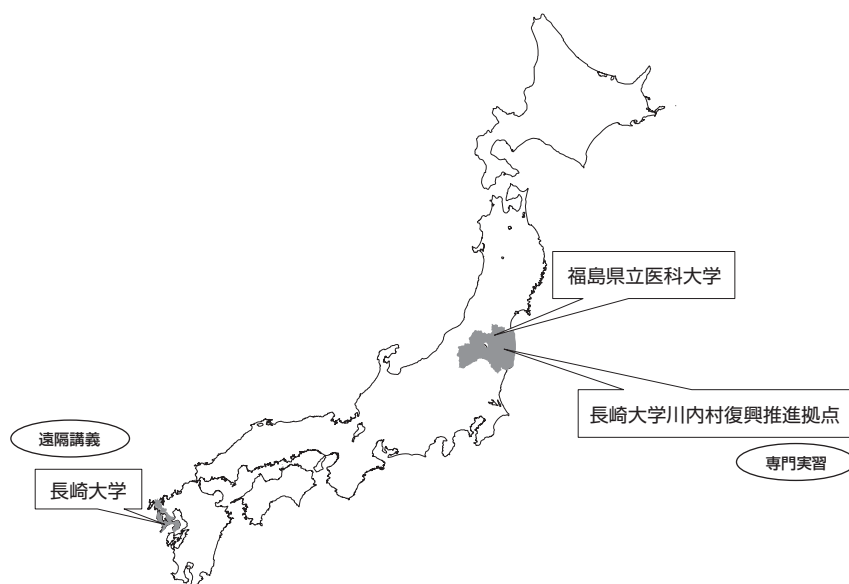 福島県立医科大学
長崎大学川内村復興推進拠点
遠隔講義
専門実習
長崎大学